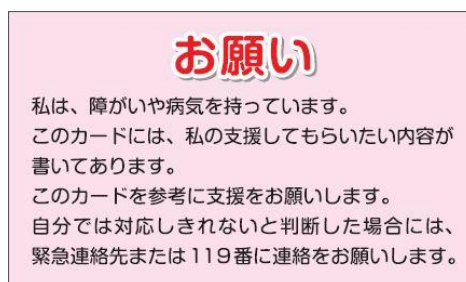 お願い
私は、障がいや病気を持っています。
このカードには、私の支援してもらいたい内容が
書いてあります。
このカードを参考に支援をお願いします。
自分では対応しきれないと判断した場合には、
緊急連絡先または119番に連絡をお願いします。